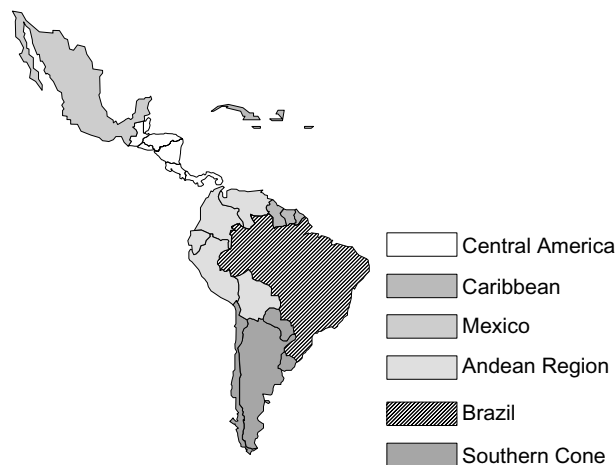 Central America
Caribbean
Mexico
Andean Region
Brazil
Southern Cone